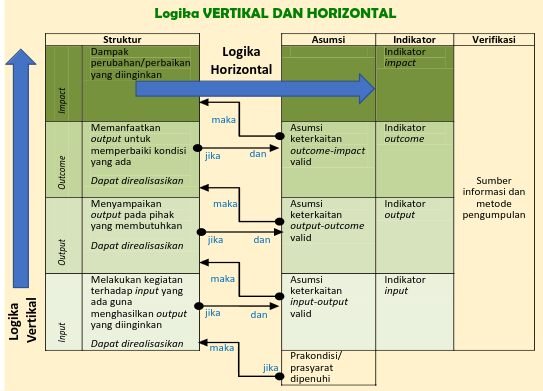 Logika VERTIKAL DAN HORIZONTAL
Struktur
Asumsi
Indikator
Verifikasi
Impact
Dampak
perubahan/perbaikan
yang diinginkan
Logika
Horizontal
Indikator
impact
maka
Outcome
Memanfaatkan
output untuk
memperbaiki kondisi
yang ada
Dapat direalisasikan
jika
dan
Asumsi
keterkaitan
outcome-impact
valid
Indikator
outcome
maka
Output
Menyampaikan
output pada pihak
yang membutuhkan
Dapat direalisasikan
jika
dan
Asumsi
keterkaitan
output-outcome
valid
Indikator
output
Sumber
informasi dan
metode
pengumpulan
maka
Input
Melakukan kegiatan
terhadap input yang
ada guna
menghasilkan output
yang diinginkan
Dapat direalisasikan
jika
dan
Asumsi
keterkaitan
input-output
valid
Indikator
input
maka
jika
Prakondisi/
prasyarat
dipenuhi
Logika
Vertikal